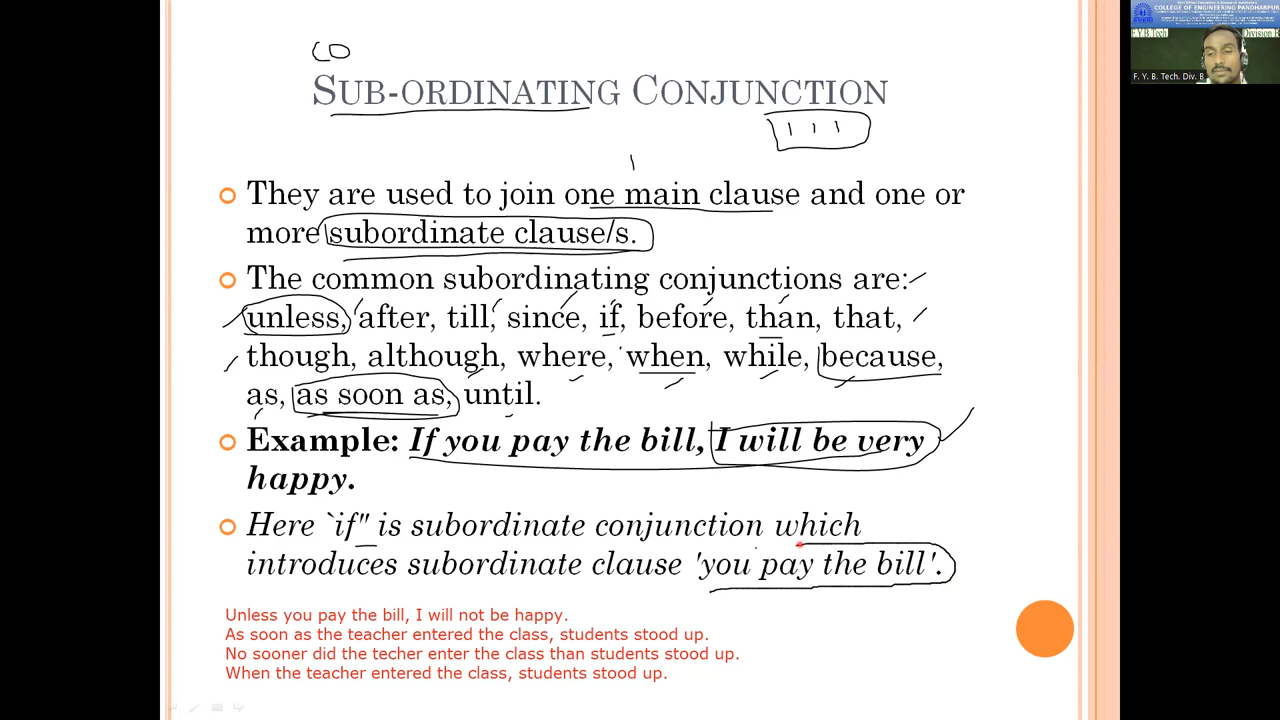 CO
SUB-ORDINATING CONJUNCTION
They are used to join one main clause and one or
more subordinate clause/s.
The common subordinating conjunctions are:
unless, after, till, since, if, before, than, that,
though, although, where, when, while, because,
as, as soon as, until.
Example: If you pay the bill, I will be very
happy.
Here `if" is subordinate conjunction which
introduces subordinate clause 'you pay the bill'.
Unless you pay the bill, I will not be happy.
As soon as the teacher entered the class, students stood up.
No sooner did the techer enter the class than students stood up.
When the teacher entered the class, students stood up.
COLLEGE OF ENGINEERING PANDHARPUR
F.Y.B.Tech Division B
F. Y. B. Tech. Div. B